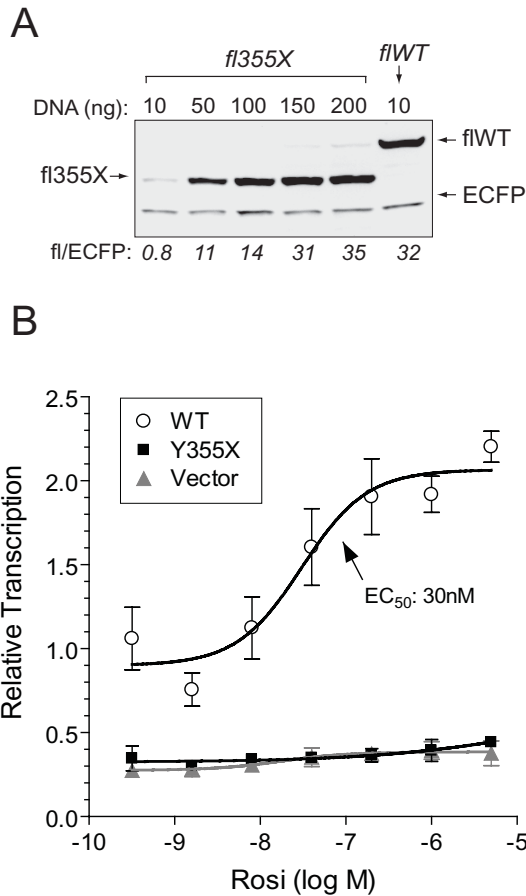 A
fl355X
flWT
DNA (ng): 10 50 100 150 200 10
flWT
fl355X
ECFP
fl/ECFP: 0.8 11 14 31 35 32
B
2.5
2.0
1.5
1.0
0.5
0.0
Relative Transcription
WT
Y355X
Vector
EC50: 30nM
-10 -9 -8 -7 -6 -5
Rosi (log M)